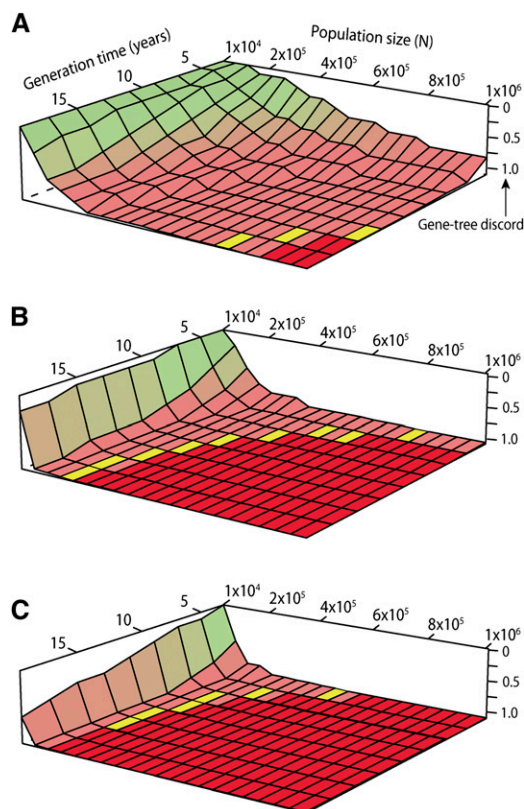 A
Generation time (years)
Population size (N)
15
10
5
1x10⁴
2x10⁵
4x10⁵
6x10⁵
8x10⁵
1x10⁶
0
0.5
1.0
Gene-tree discord
B
15
10
5
1x10⁴
2x10⁵
4x10⁵
6x10⁵
8x10⁵
1x10⁶
0
0.5
1.0
C
15
10
5
1x10⁴
2x10⁵
4x10⁵
6x10⁵
8x10⁵
1x10⁶
0
0.5
1.0